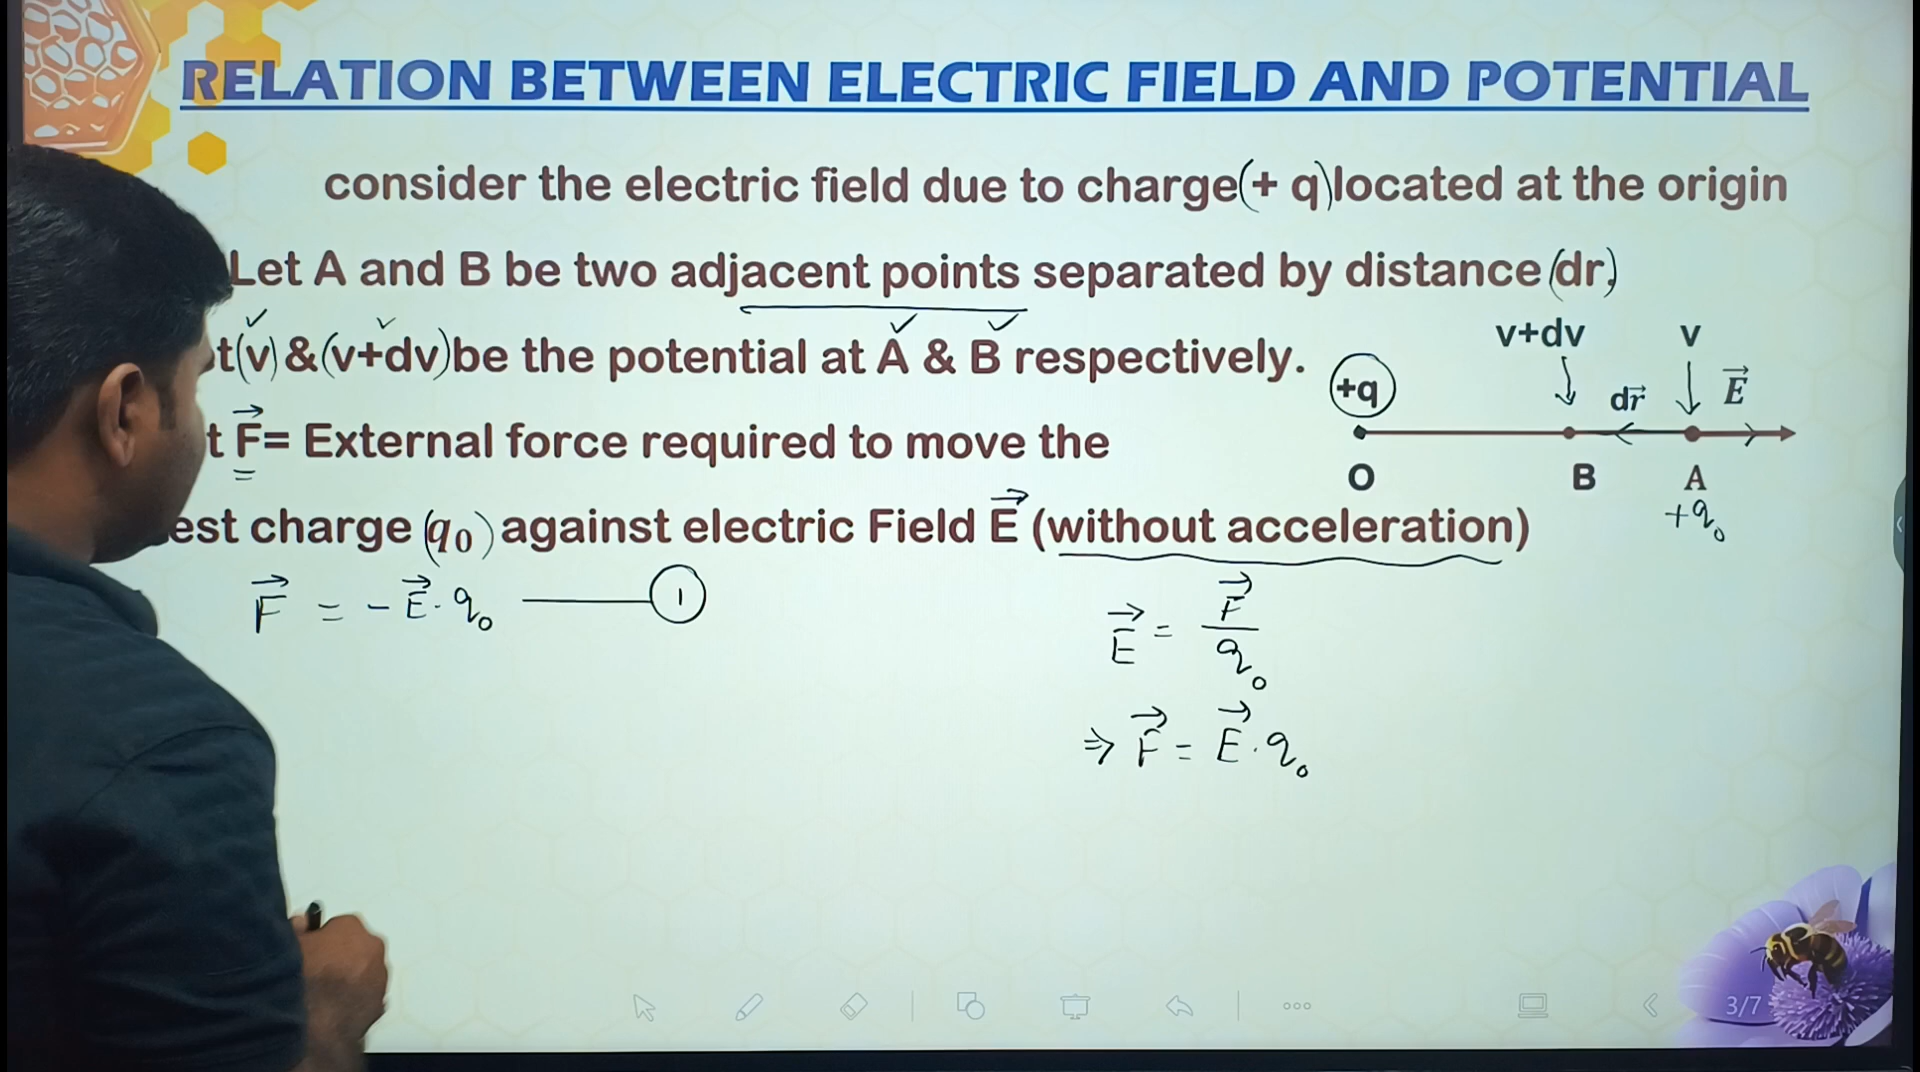 RELATION BETWEEN ELECTRIC FIELD AND POTENTIAL
consider the electric field due to charge(+ q)located at the origin
Let A and B be two adjacent points separated by distance (dr)
t(v) &(v+dv)be the potential at A & B respectively.
t F⃗= External force required to move the
est charge (q₀) against electric Field E⃗ (without acceleration)
v+dv v
+q dr⃗ E⃗
O B A
+q₀
F⃗ = - E⃗ . q₀ ——— 1
E⃗ = F⃗ / q₀
⇒ F⃗ = E⃗ . q₀
3/7